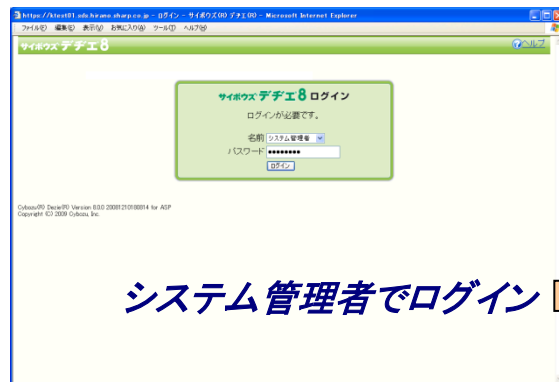 https://ktest01.ads.hirano.sharp.co.jp - ログイン - サイボウズ(R) デヂエ(R) - Microsoft Internet Explorer
ファイル(F) 編集(E) 表示(V) お気に入り(A) ツール(T) ヘルプ(H)
サイボウズ デヂエ8
ヘルプ
サイボウズ デヂエ8 ログイン
ログインが必要です。
名前 システム管理者
パスワード ●●●●●●●●
ログイン
Cybozu(R) Dezie(R) Version 6.0.0 20081210180814 for ASP
Copyright (C) 2009 Cybozu, Inc.
システム管理者でログイン